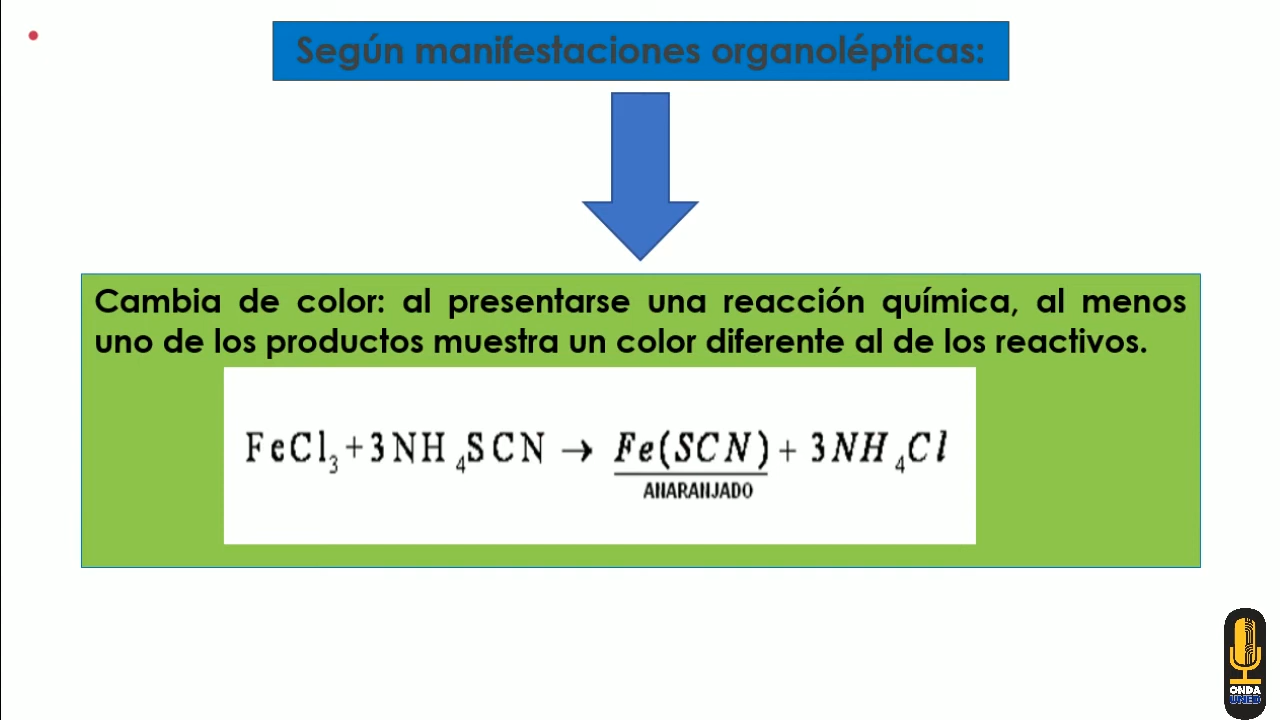 Según manifestaciones organolépticas:
Cambia de color: al presentarse una reacción química, al menos
uno de los productos muestra un color diferente al de los reactivos.
FeCl₃+3NH₄SCN → Fe(SCN) + 3NH₄Cl
ANARANJADO
ONDA
UNED